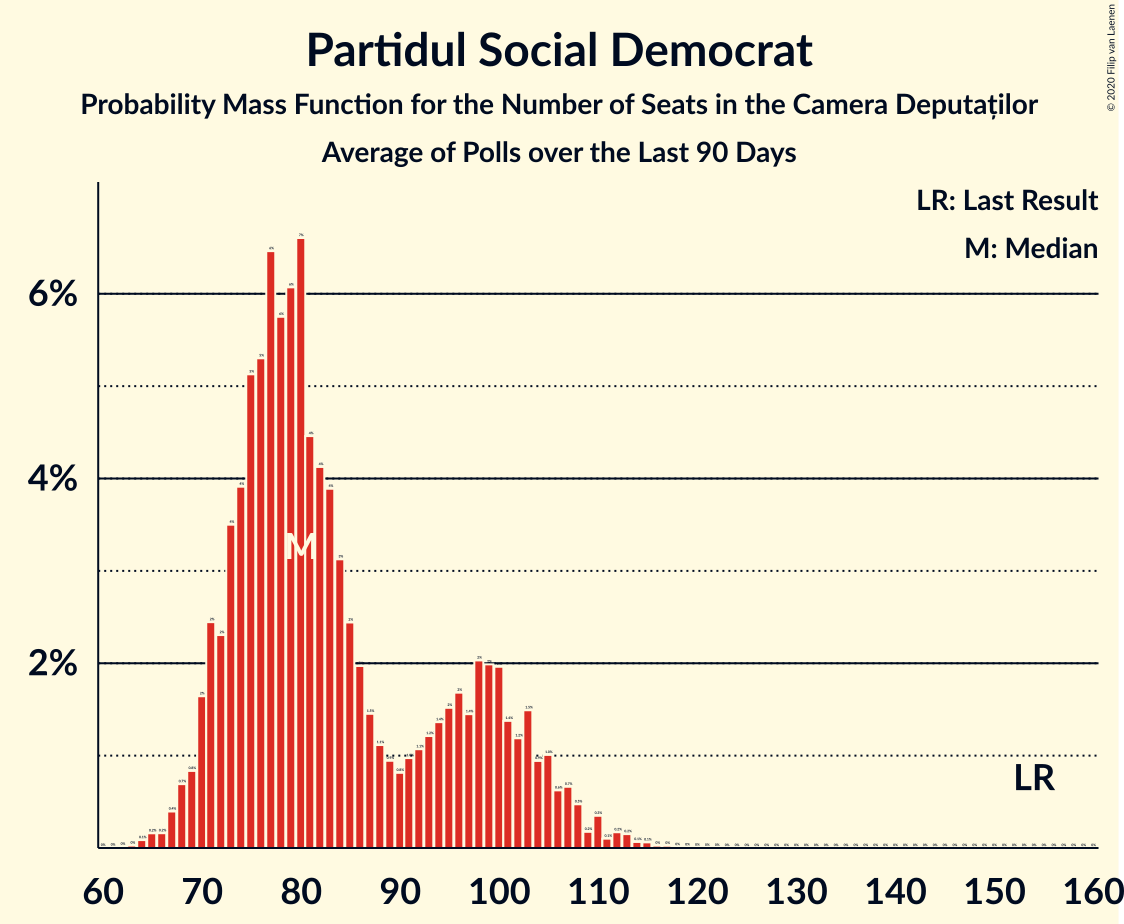 Partidul Social Democrat
Probability Mass Function for the Number of Seats in the Camera Deputaților
Average of Polls over the Last 90 Days
© 2020 Filip van Laenen
LR: Last Result
M: Median
6%
4%
2%
M
LR
60 70 80 90 100 110 120 130 140 150 160